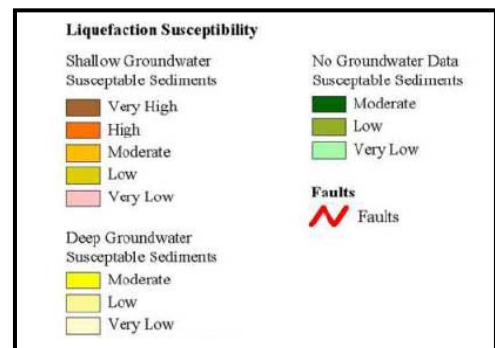 Liquefaction Susceptibility
Shallow Groundwater
Susceptable Sediments
Very High
High
Moderate
Low
Very Low
Deep Groundwater
Susceptable Sediments
Moderate
Low
Very Low
No Groundwater Data
Susceptable Sediments
Moderate
Low
Very Low
Faults
Faults